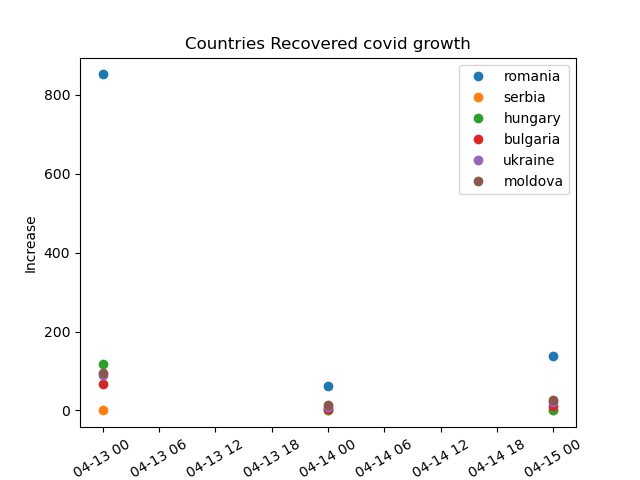 Countries Recovered covid growth
romania
serbia
hungary
bulgaria
ukraine
moldova
Increase
800
600
400
200
0
04-13 00
04-13 06
04-13 12
04-13 18
04-14 00
04-14 06
04-14 12
04-14 18
04-15 00